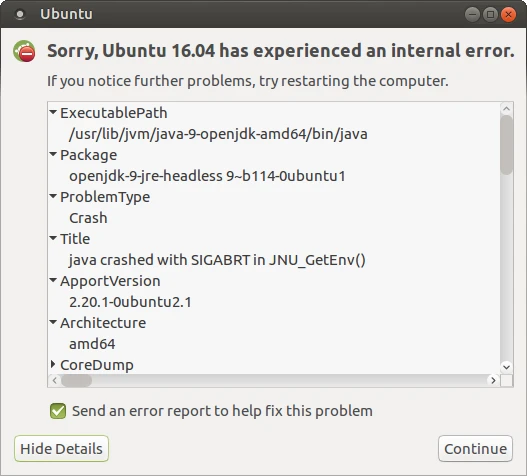 Ubuntu
Sorry, Ubuntu 16.04 has experienced an internal error.
If you notice further problems, try restarting the computer.
ExecutablePath
/usr/lib/jvm/java-9-openjdk-amd64/bin/java
Package
openjdk-9-jre-headless 9~b114-0ubuntu1
ProblemType
Crash
Title
java crashed with SIGABRT in JNU_GetEnv()
ApportVersion
2.20.1-0ubuntu2.1
Architecture
amd64
CoreDump
Send an error report to help fix this problem
Hide Details
Continue